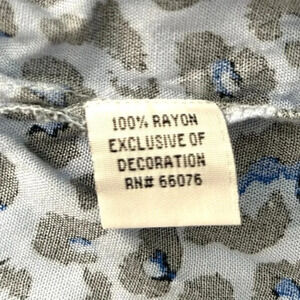 100% RAYON
EXCLUSIVE OF
DECORATION
RN# 66076